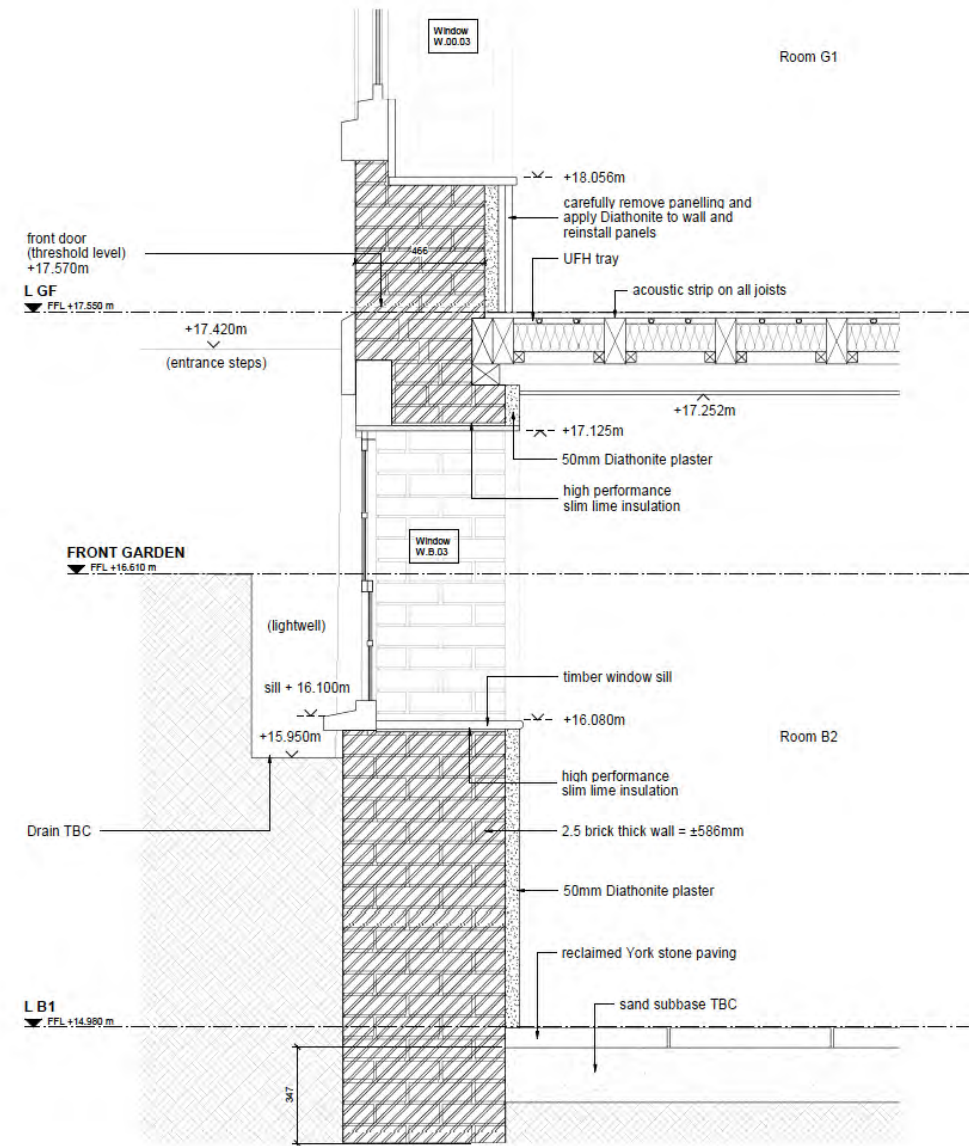 Window
W.00.03
Room G1
+18.056m
carefully remove panelling and
apply Diathonite to wall and
reinstall panels
front door
(threshold level)
+17.570m
466
UFH tray
L GF
FFL +17.550 m
acoustic strip on all joists
+17.420m
(entrance steps)
+17.252m
+17.125m
50mm Diathonite plaster
high performance
slim lime insulation
Window
W.B.03
FRONT GARDEN
FFL +16.610 m
(lightwell)
timber window sill
sill + 16.100m
+16.080m
+15.950m
Room B2
high performance
slim lime insulation
Drain TBC
2.5 brick thick wall = ±586mm
50mm Diathonite plaster
reclaimed York stone paving
sand subbase TBC
L B1
FFL +14.980 m
347